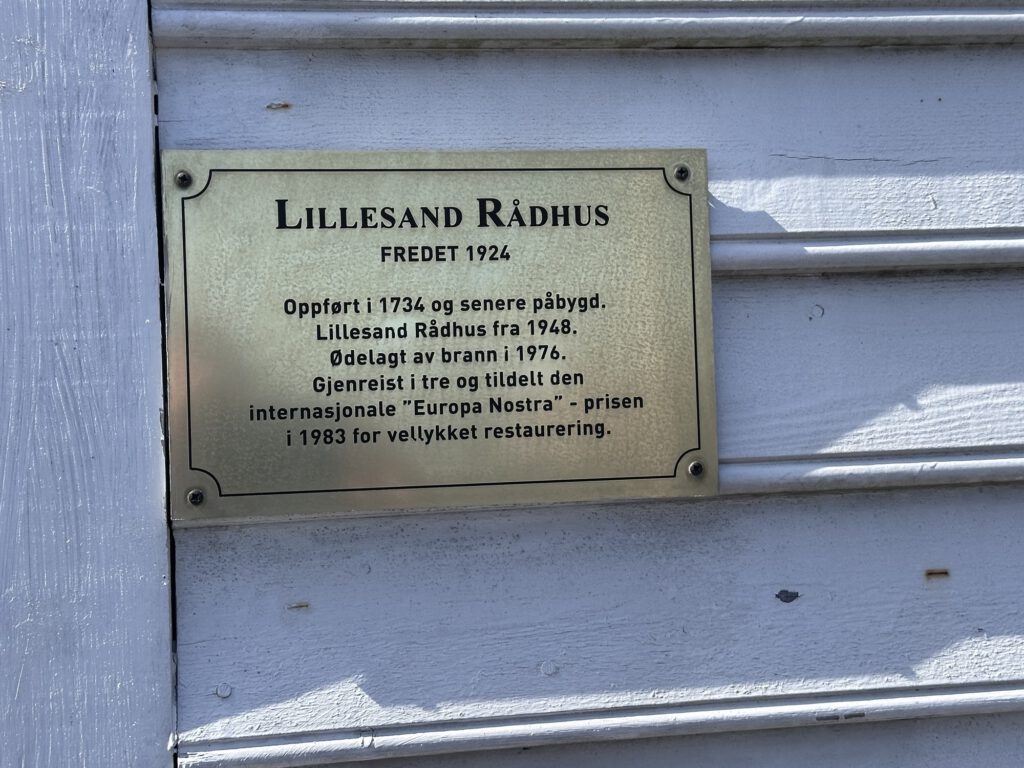 LILLESAND RÅDHUS
FREDET 1924
Oppført i 1734 og senere påbygd.
Lillesand Rådhus fra 1948.
Ødelagt av brann i 1976.
Gjenreist i tre og tildelt den
internasjonale ”Europa Nostra” - prisen
i 1983 for vellykket restaurering.